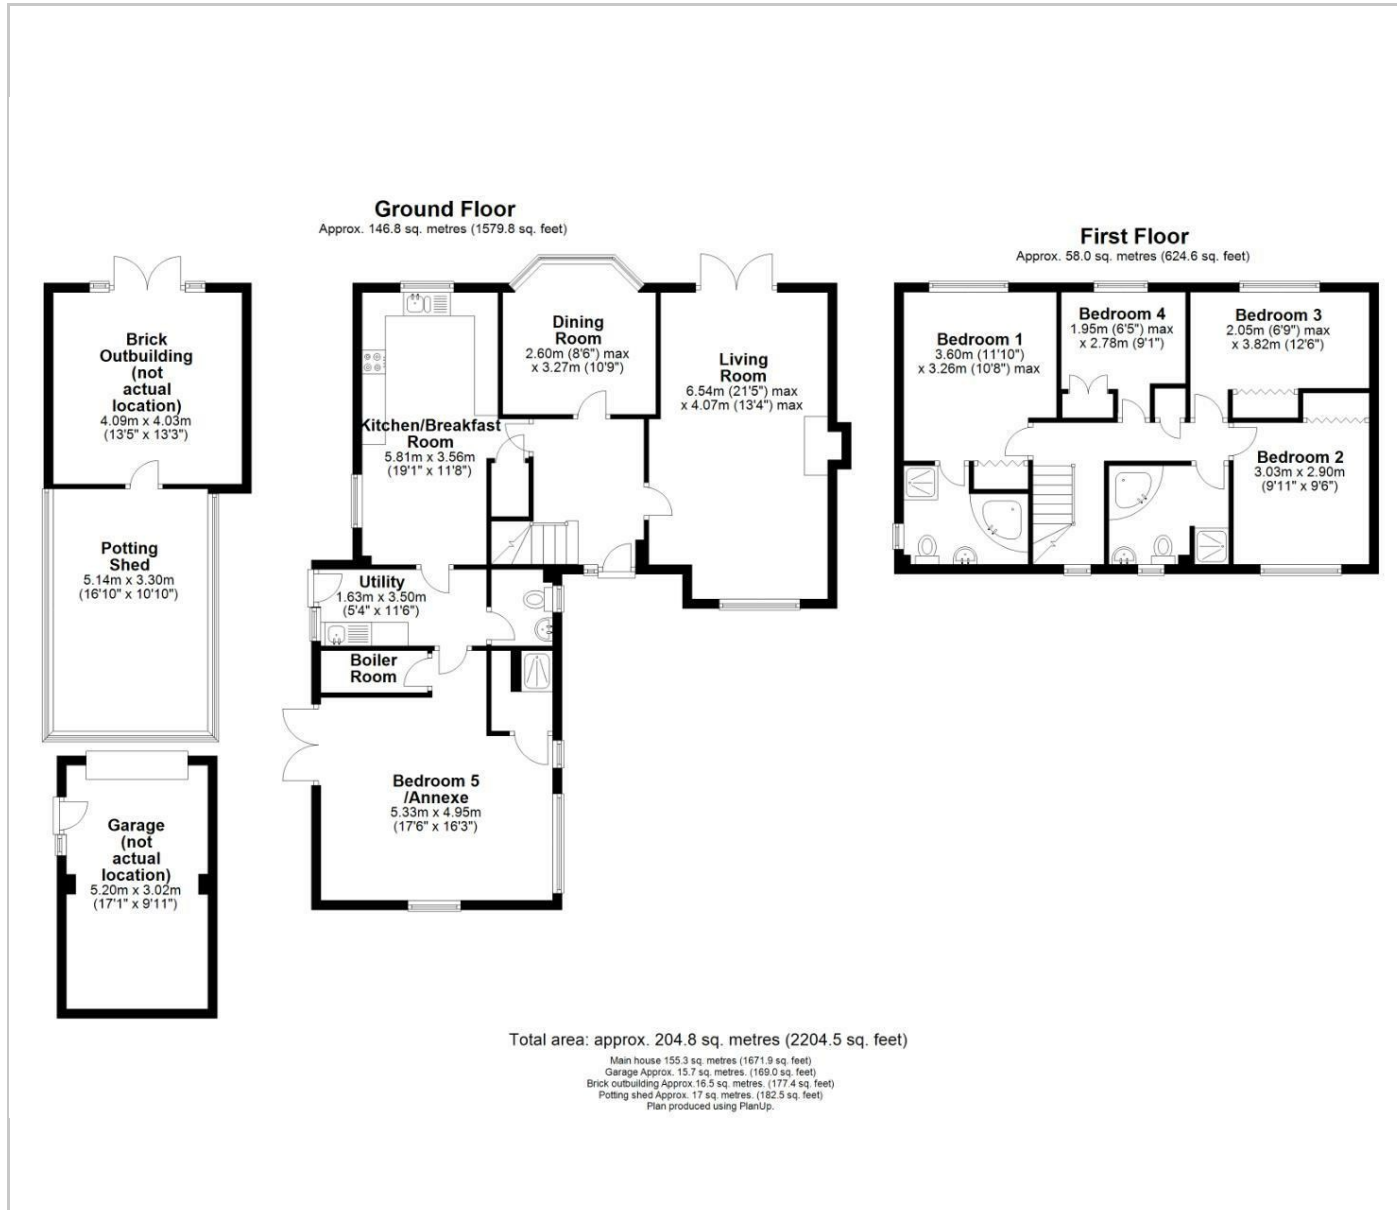 Ground Floor
Approx. 146.8 sq. metres (1579.8 sq. feet)
Brick
Outbuilding
(not
actual
location)
4.09m x 4.03m
(13'5" x 13'3")
Potting
Shed
5.14m x 3.30m
(16'10" x 10'10")
Garage
(not
actual
location)
5.20m x 3.02m
(17'1" x 9'11")
Kitchen/Breakfast
Room
5.81m x 3.56m
(19'1" x 11'8")
Dining
Room
2.60m (8'6") max
x 3.27m (10'9")
Living
Room
6.54m (21'5") max
x 4.07m (13'4") max
Utility
1.63m x 3.50m
(5'4" x 11'6")
Boiler
Room
Bedroom 5
/Annexe
5.33m x 4.95m
(17'6" x 16'3")
First Floor
Approx. 58.0 sq. metres (624.6 sq. feet)
Bedroom 1
3.60m (11'10")
x 3.26m (10'8") max
Bedroom 4
1.95m (6'5") max
x 2.78m (9'1")
Bedroom 3
2.05m (6'9") max
x 3.82m (12'6")
Bedroom 2
3.03m x 2.90m
(9'11" x 9'6")
Total area: approx. 204.8 sq. metres (2204.5 sq. feet)
Main house 155.3 sq. metres (1671.9 sq. feet)
Garage Approx. 15.7 sq. metres. (169.0 sq. feet)
Brick outbuilding Approx.16.5 sq. metres. (177.4 sq. feet)
Potting shed Approx. 17 sq. metres. (182.5 sq. feet)
Plan produced using PlanUp.